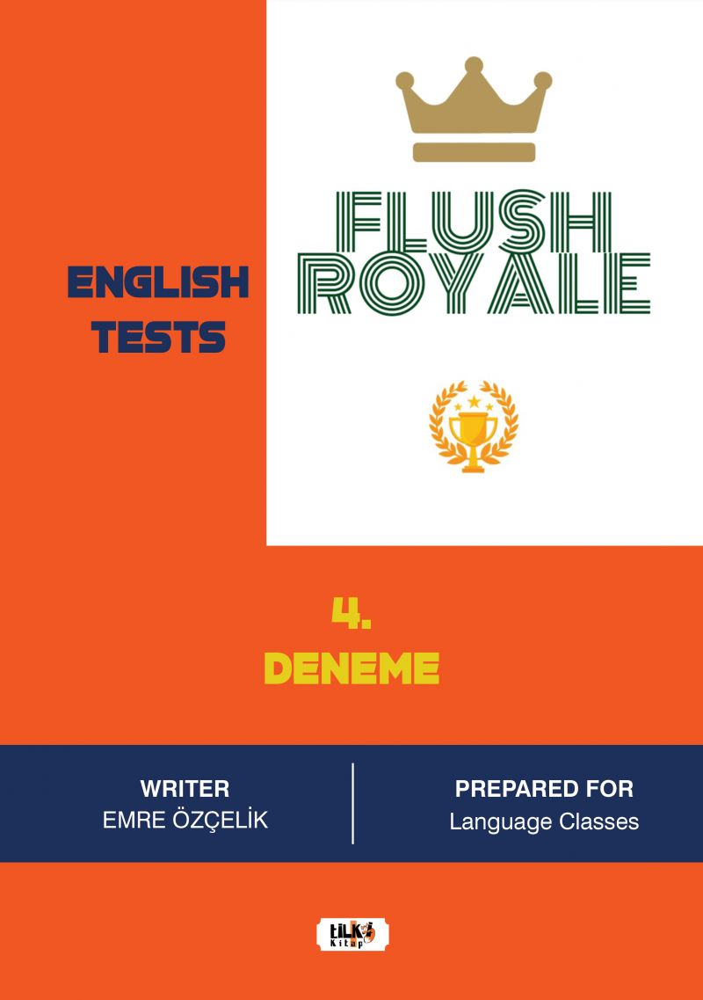 FLUSH
ROYALE
ENGLISH
TESTS
4.
DENEME
WRITER
EMRE ÖZÇELİK
PREPARED FOR
Language Classes
tiLKi
Kitap